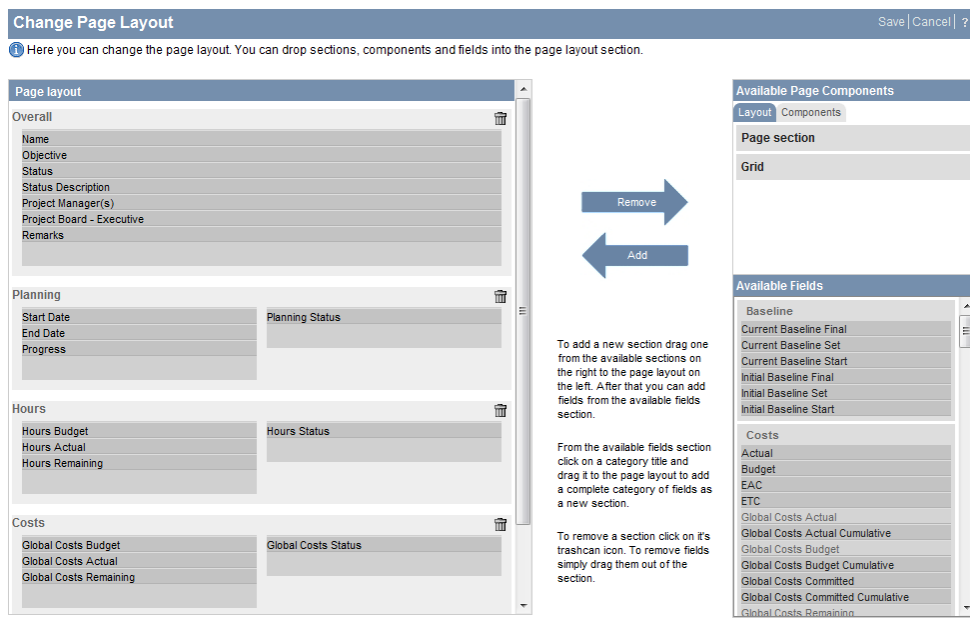 Change Page Layout
Save | Cancel | ?
Here you can change the page layout. You can drop sections, components and fields into the page layout section.
Page layout
Overall
Name
Objective
Status
Status Description
Project Manager(s)
Project Board - Executive
Remarks
Planning
Start Date
End Date
Progress
Planning Status
Hours
Hours Budget
Hours Actual
Hours Remaining
Hours Status
Costs
Global Costs Budget
Global Costs Actual
Global Costs Remaining
Global Costs Status
Remove
Add
To add a new section drag one
from the available sections on
the right to the page layout on
the left. After that you can add
fields from the available fields
section.
From the available fields section
click on a category title and
drag it to the page layout to add
a complete category of fields as
a new section.
To remove a section click on it's
trashcan icon. To remove fields
simply drag them out of the
section.
Available Page Components
Layout Components
Page section
Grid
Available Fields
Baseline
Current Baseline Final
Current Baseline Set
Current Baseline Start
Initial Baseline Final
Initial Baseline Set
Initial Baseline Start
Costs
Actual
Budget
EAC
ETC
Global Costs Actual
Global Costs Actual Cumulative
Global Costs Budget
Global Costs Budget Cumulative
Global Costs Committed
Global Costs Committed Cumulative
Global Costs Remaining